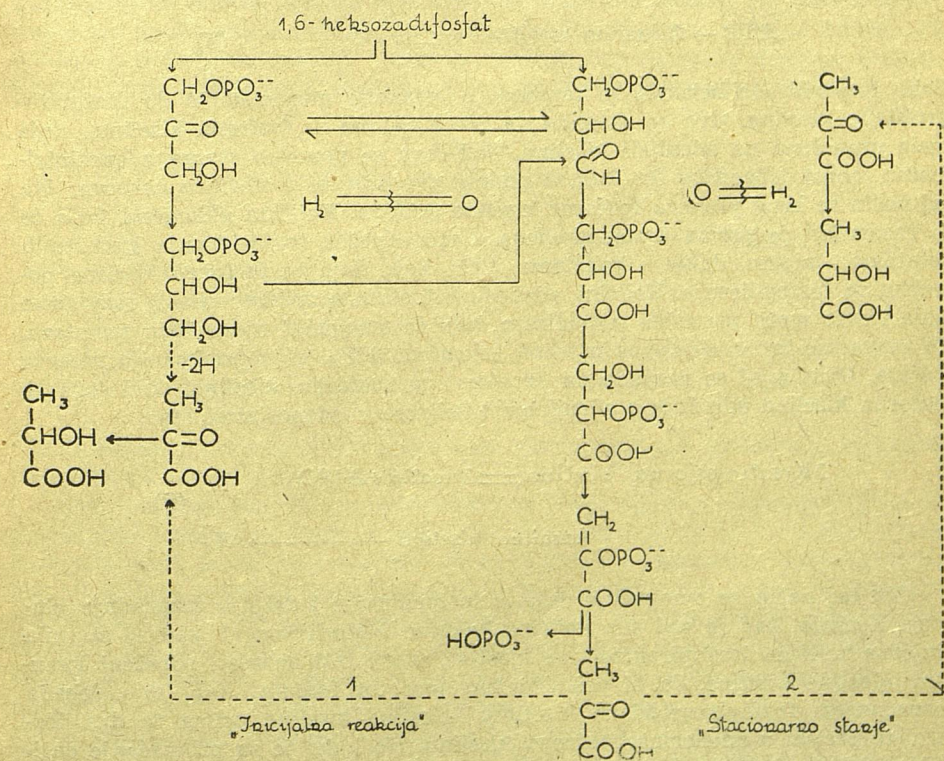 1,6-heksozadifosfat
CH₂OPO₃⁻⁻
C=O
CH₂OH
CH₂OPO₃⁻⁻
CHOH
C=O
H
CH₃
C=O
COOH
H₂ O
O H₂
CH₂OPO₃⁻⁻
CHOH
CH₂OH
-2H
CH₂OPO₃⁻⁻
CHOH
COOH
CH₃
CHOH
COOH
CH₃
CHOH
COOH
CH₃
C=O
COOH
CH₂OH
CHOPO₃⁻⁻
COOH
CH₂
COPO₃⁻⁻
COOH
HOPO₃⁻⁻
CH₃
C=O
COOH
1
„Inicijalna reakcija"
2
„Stacionarno stanje"